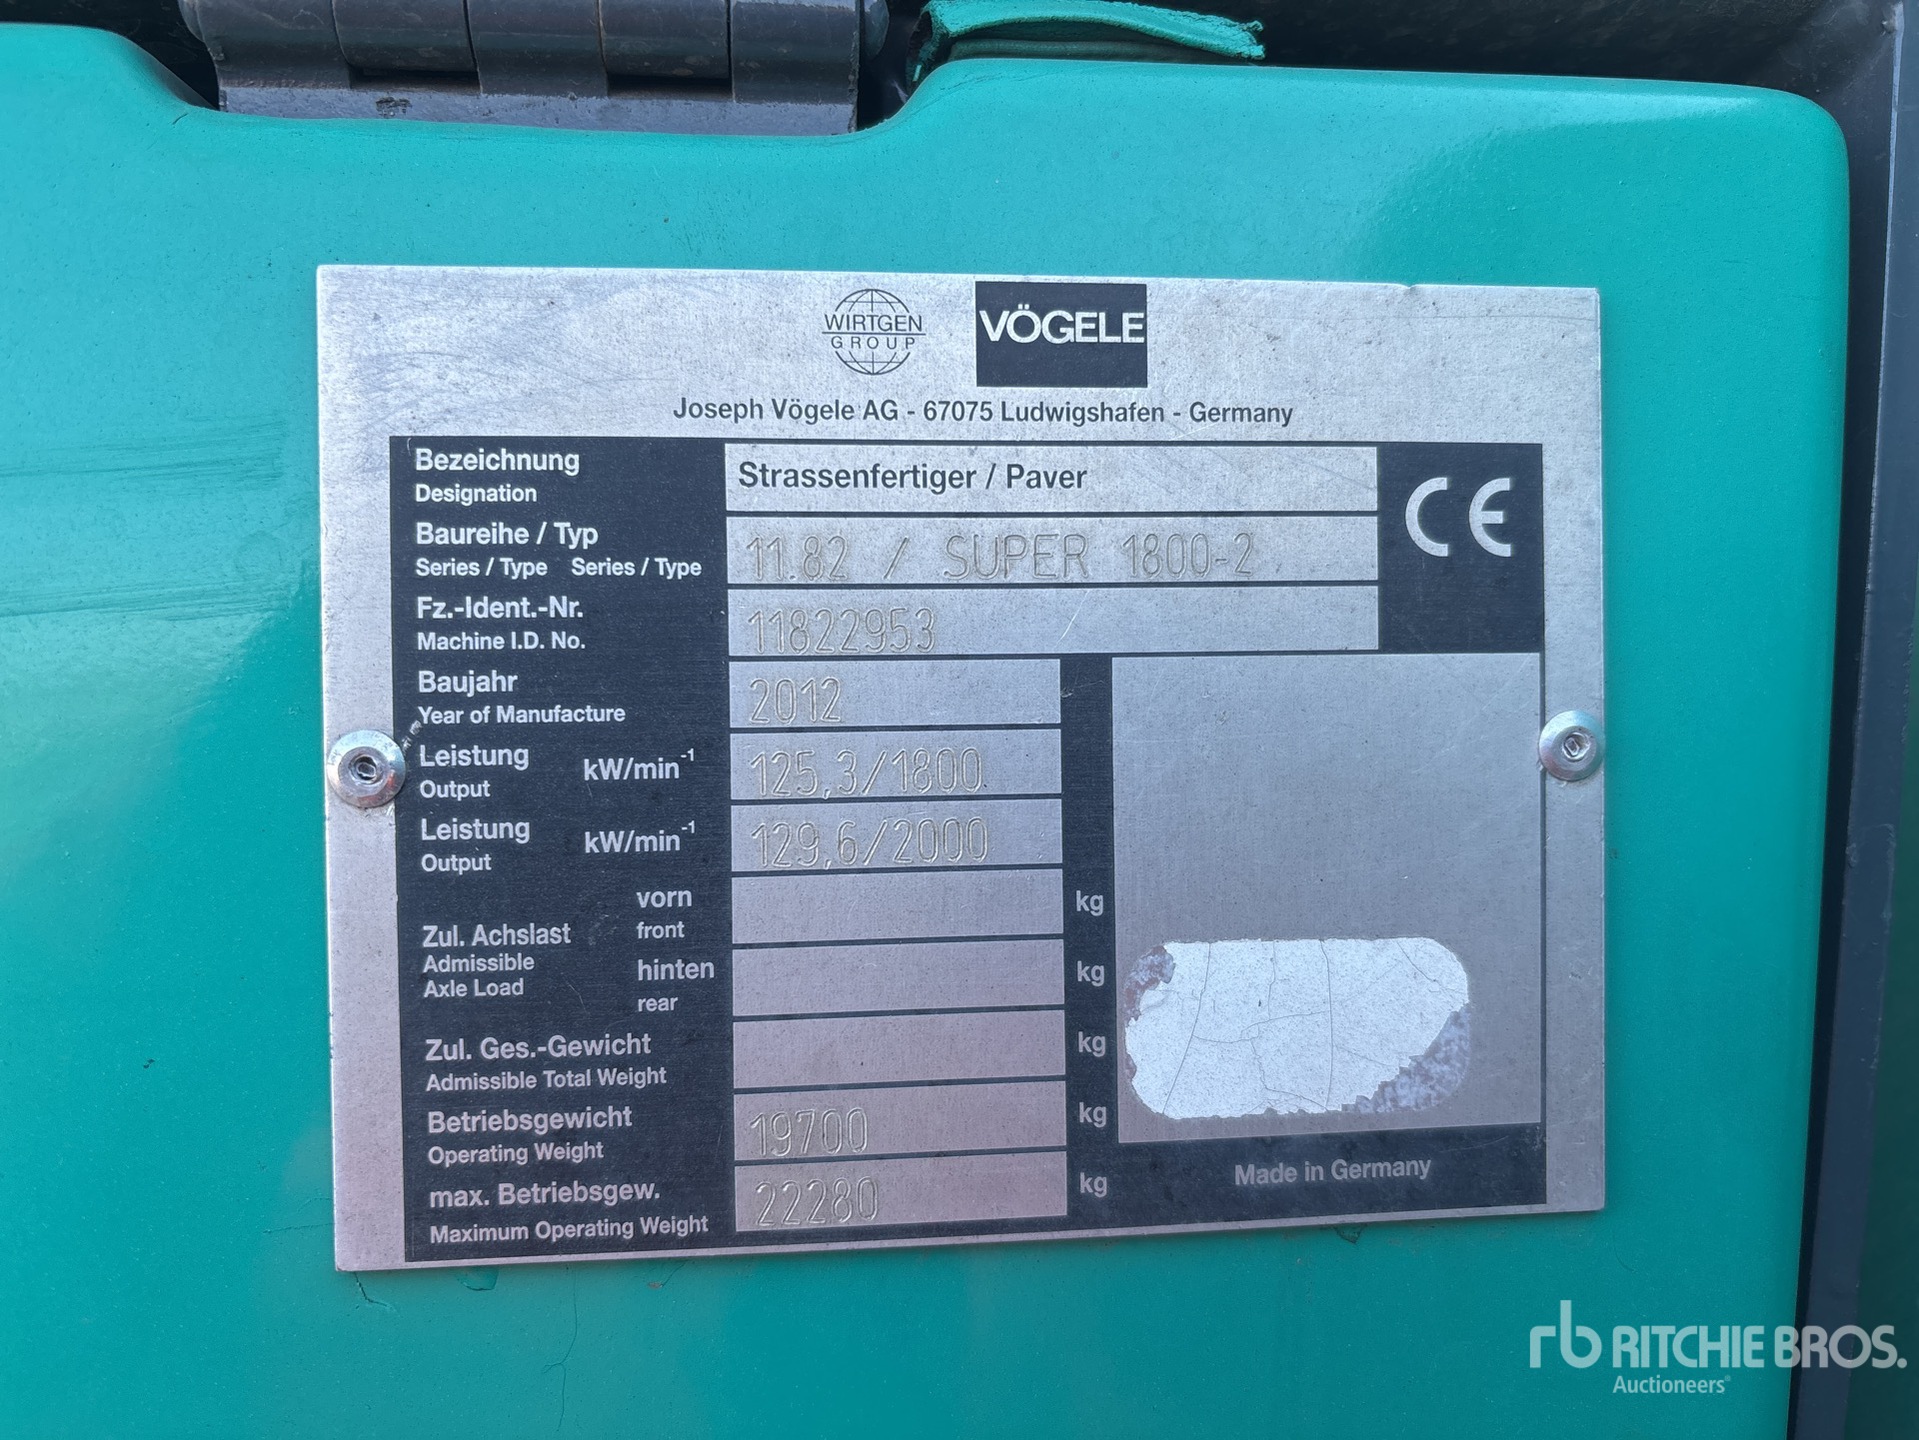 WIRTGEN
GROUP
VÖGELE
Joseph Vögele AG - 67075 Ludwigshafen - Germany
Bezeichnung
Designation
Strassenfertiger / Paver
CE
Baureihe / Typ
Series / Type Series / Type
11.82 / SUPER 1800-2
Fz.-Ident.-Nr.
Machine I.D. No.
11822953
Baujahr
Year of Manufacture
2012
Leistung
Output
kW/min-1
125,3/1800
Leistung
Output
kW/min-1
129,6/2000
Zul. Achslast
Admissible
Axle Load
vorn
front
kg
hinten
rear
kg
Zul. Ges.-Gewicht
Admissible Total Weight
kg
Betriebsgewicht
Operating Weight
19700
kg
max. Betriebsgew.
Maximum Operating Weight
22280
kg
Made in Germany
rb RITCHIE BROS.
Auctioneers®